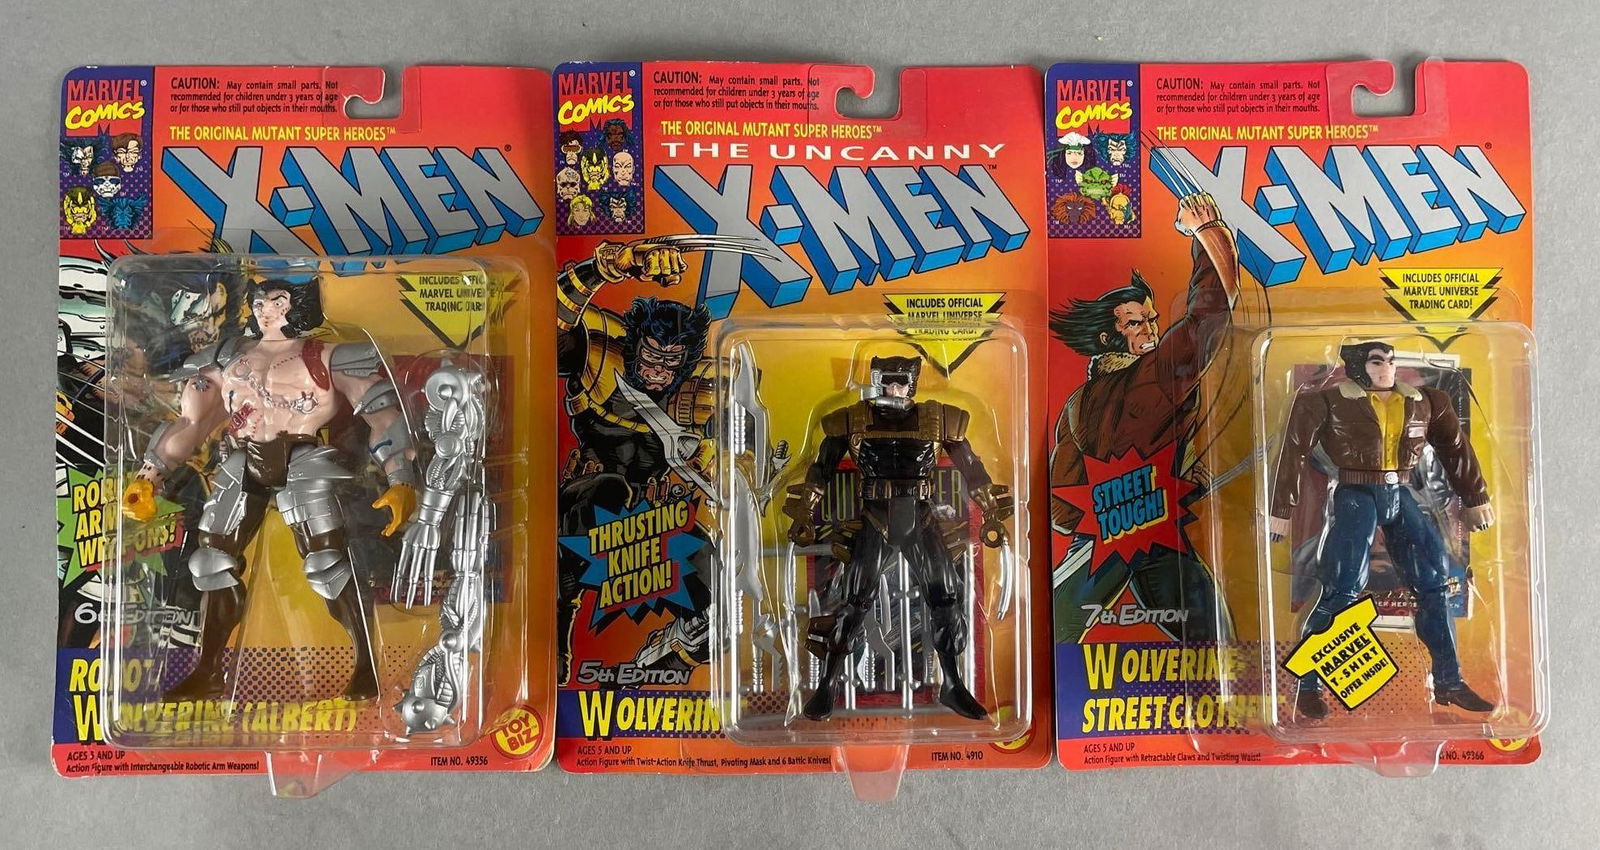 MARVEL®
COMICS
CAUTION: May contain small parts. Not
recommended for children under 3 years of age
or for those who still put objects in their mouths.
THE ORIGINAL MUTANT SUPER HEROES™
X-MEN®
INCLUDES OFFICIAL
MARVEL UNIVERSE
TRADING CARD!
6th EDITION
ROBOT
WOLVERINE (ALBERT)
TOY
BIZ
AGES 5 AND UP
Action Figure with Interchangeable Robotic Arm Weapons!
ITEM NO. 49356
MARVEL®
COMICS
CAUTION: May contain small parts. Not
recommended for children under 3 years of age
or for those who still put objects in their mouths.
THE ORIGINAL MUTANT SUPER HEROES™
THE UNCANNY
X-MEN™
INCLUDES OFFICIAL
MARVEL UNIVERSE
TRADING CARD!
THRUSTING
KNIFE
ACTION!
5th EDITION
WOLVERINE
AGES 5 AND UP
Action Figure with Twist-Action Knife Thrust, Pivoting Mask and 6 Battle Knives!
ITEM NO. 4910
MARVEL®
COMICS
CAUTION: May contain small parts. Not
recommended for children under 3 years of age
or for those who still put objects in their mouths.
THE ORIGINAL MUTANT SUPER HEROES™
X-MEN®
INCLUDES OFFICIAL
MARVEL UNIVERSE
TRADING CARD!
STREET
TOUGH!
7th EDITION
WOLVERINE
STREET CLOTHES
EXCLUSIVE
MARVEL
T-SHIRT
OFFER INSIDE!
AGES 5 AND UP
Action Figure with Retractable Claws and Twisting Waist!
NO. 49366